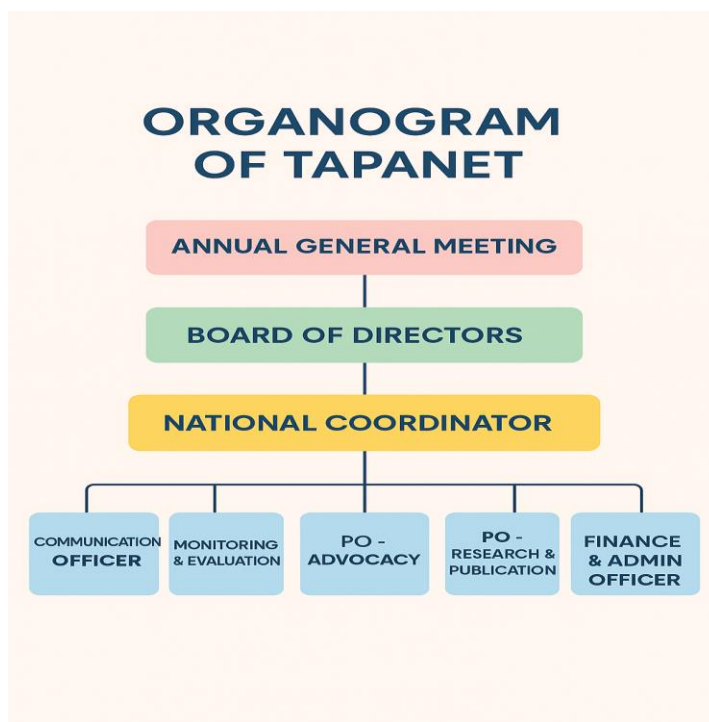 ORGANOGRAM
OF TAPANET
ANNUAL GENERAL MEETING
BOARD OF DIRECTORS
NATIONAL COORDINATOR
COMMUNICATION
OFFICER
MONITORING
& EVALUATION
PO -
ADVOCACY
PO -
RESEARCH &
PUBLICATION
FINANCE
& ADMIN
OFFICER